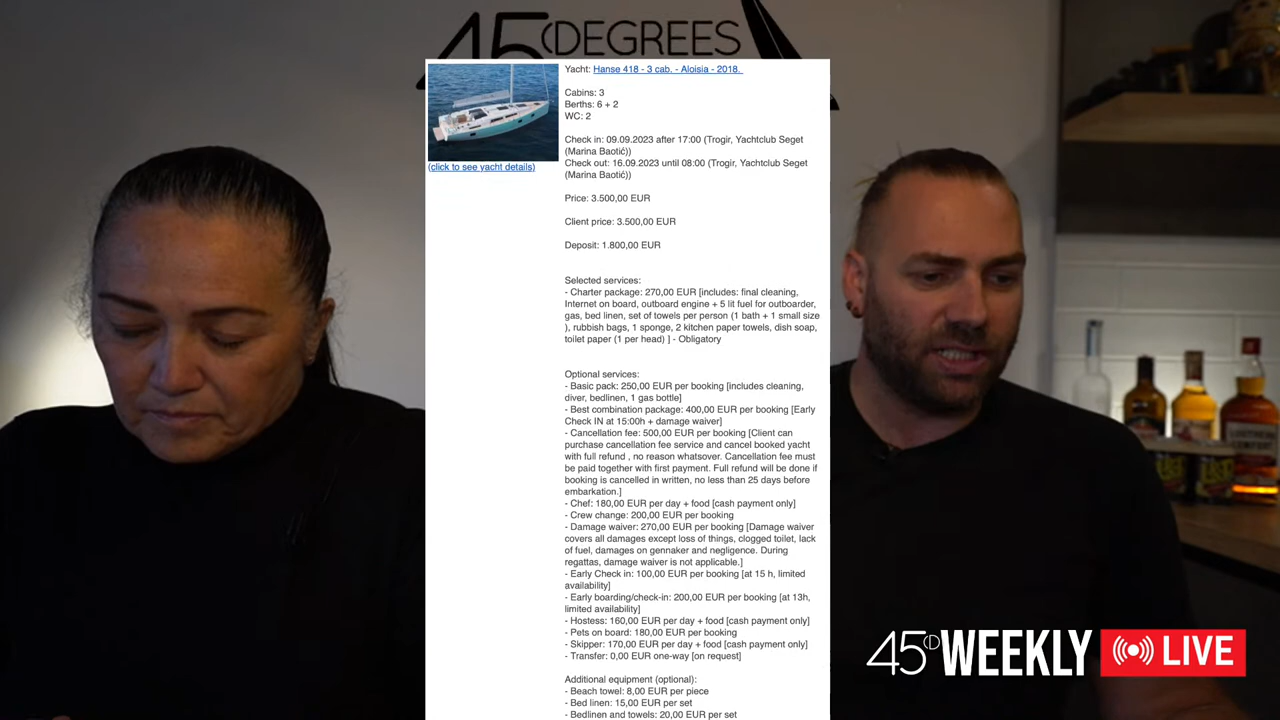 45°DEGREES
Yacht: Hanse 418 - 3 cab. - Aloisia - 2018.
(click to see yacht details)
Cabins: 3
Berths: 6 + 2
WC: 2
Check in: 09.09.2023 after 17:00 (Trogir, Yachtclub Seget
(Marina Baotić))
Check out: 16.09.2023 until 08:00 (Trogir, Yachtclub Seget
(Marina Baotić))
Price: 3.500,00 EUR
Client price: 3.500,00 EUR
Deposit: 1.800,00 EUR
Selected services:
- Charter package: 270,00 EUR [includes: final cleaning,
Internet on board, outboard engine + 5 lit fuel for outboarder,
gas, bed linen, set of towels per person (1 bath + 1 small size
), rubbish bags, 1 sponge, 2 kitchen paper towels, dish soap,
toilet paper (1 per head) ] - Obligatory
Optional services:
- Basic pack: 250,00 EUR per booking [includes cleaning,
diver, bedlinen, 1 gas bottle]
- Best combination package: 400,00 EUR per booking [Early
Check IN at 15:00h + damage waiver]
- Cancellation fee: 500,00 EUR per booking [Client can
purchase cancellation fee service and cancel booked yacht
with full refund , no reason whatsover. Cancellation fee must
be paid together with first payment. Full refund will be done if
booking is cancelled in written, no less than 25 days before
embarkation.]
- Chef: 180,00 EUR per day + food [cash payment only]
- Crew change: 200,00 EUR per booking
- Damage waiver: 270,00 EUR per booking [Damage waiver
covers all damages except loss of things, clogged toilet, lack
of fuel, damages on gennaker and negligence. During
regattas, damage waiver is not applicable.]
- Early Check in: 100,00 EUR per booking [at 15 h, limited
availability]
- Early boarding/check-in: 200,00 EUR per booking [at 13h,
limited availability]
- Hostess: 160,00 EUR per day + food [cash payment only]
- Pets on board: 180,00 EUR per booking
- Skipper: 170,00 EUR per day + food [cash payment only]
- Transfer: 0,00 EUR one-way [on request]
Additional equipment (optional):
- Beach towel: 8,00 EUR per piece
- Bed linen: 15,00 EUR per set
- Bedlinen and towels: 20,00 EUR per set
45D WEEKLY LIVE